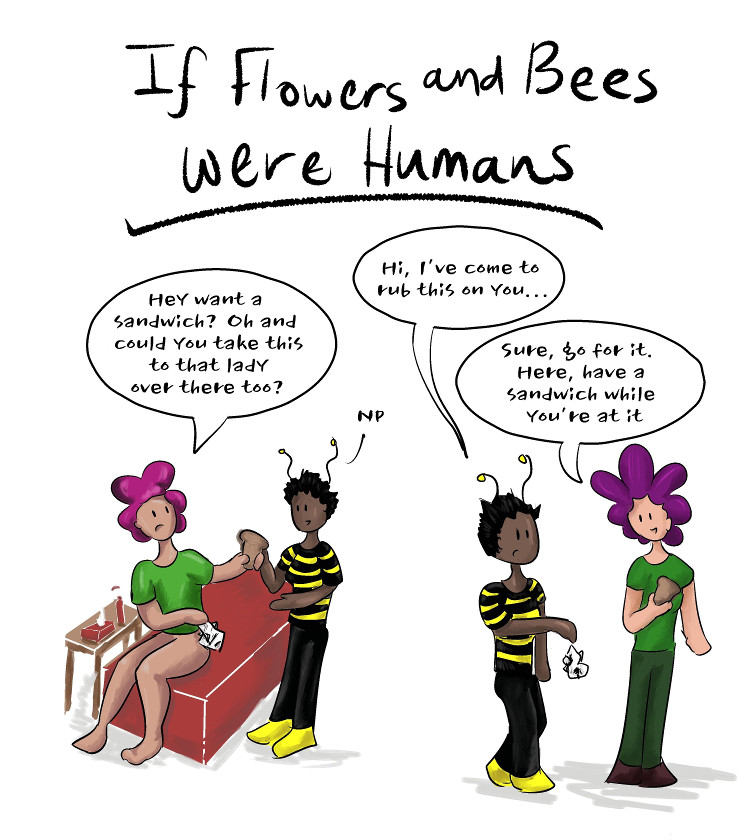 If Flowers and Bees
were Humans
Hey want a
sandwich? Oh and
could you take this
to that lady
over there too?
NP
Hi, I've come to
rub this on you...
Sure, go for it.
Here, have a
sandwich while
you're at it